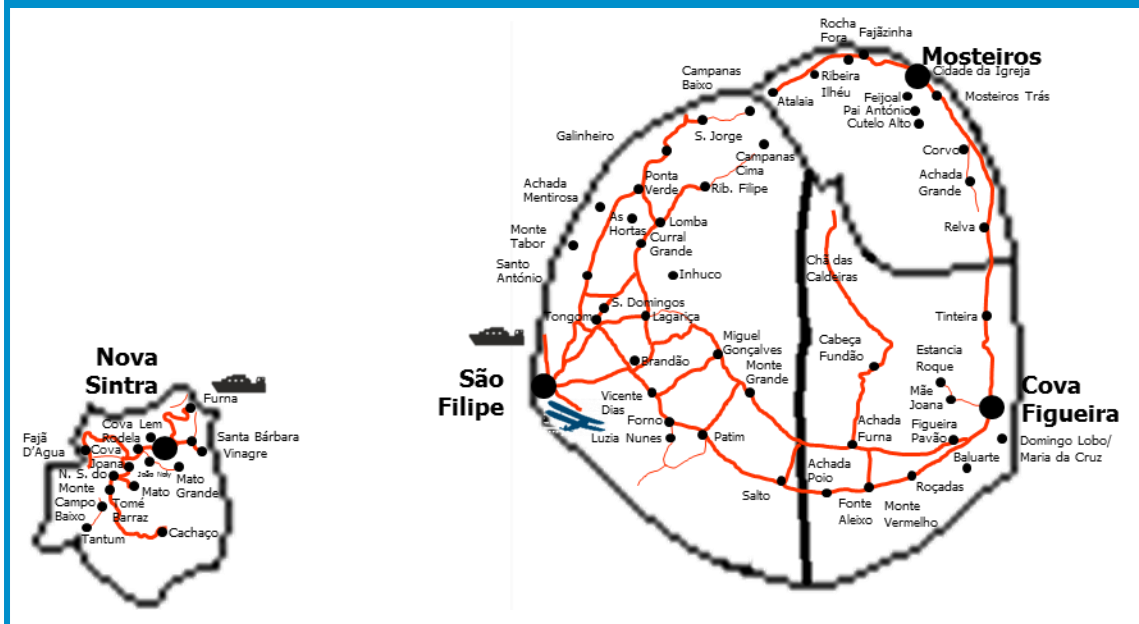 Rocha
Fora
Fajãzinha
Mosteiros
Cidade da Igreja
Campanas
Baixo
Ribeira
Ilhéu
Atalaia
Feijoal
Mosteiros Trás
Pai António
Cutelo Alto
Galinheiro
S. Jorge
Campanas
Cima
Corvo
Achada
Grande
Ponta
Verde
Rib. Filipe
Achada
Mentirosa
As
Hortas
Lomba
Relva
Monte
Tabor
Curral
Grande
Santo
António
Inhuco
Chã das
Caldeiras
S. Domingos
Tongom
Lagariça
Tinteira
Miguel
Gonçalves
Cabeça
Fundão
Estancia
Roque
Nova
Sintra
Brandão
Monte
Grande
São
Filipe
Mãe
Joana
Cova
Figueira
Furna
Vicente
Dias
Cova Lem
Rodela
Forno
Achada
Furna
Figueira
Pavão
Fajã
D'Agua
Cova
Joana
Santa Bárbara
Vinagre
Luzia Nunes
Patim
Domingo Lobo/
Maria da Cruz
N. S. do
Monte
João Noly
Mato
Grande
Baluarte
Achada
Poio
Mato
Salto
Roçadas
Campo
Baixo
Tomé
Barraz
Fonte
Aleixo
Monte
Vermelho
Tantum
Cachaço